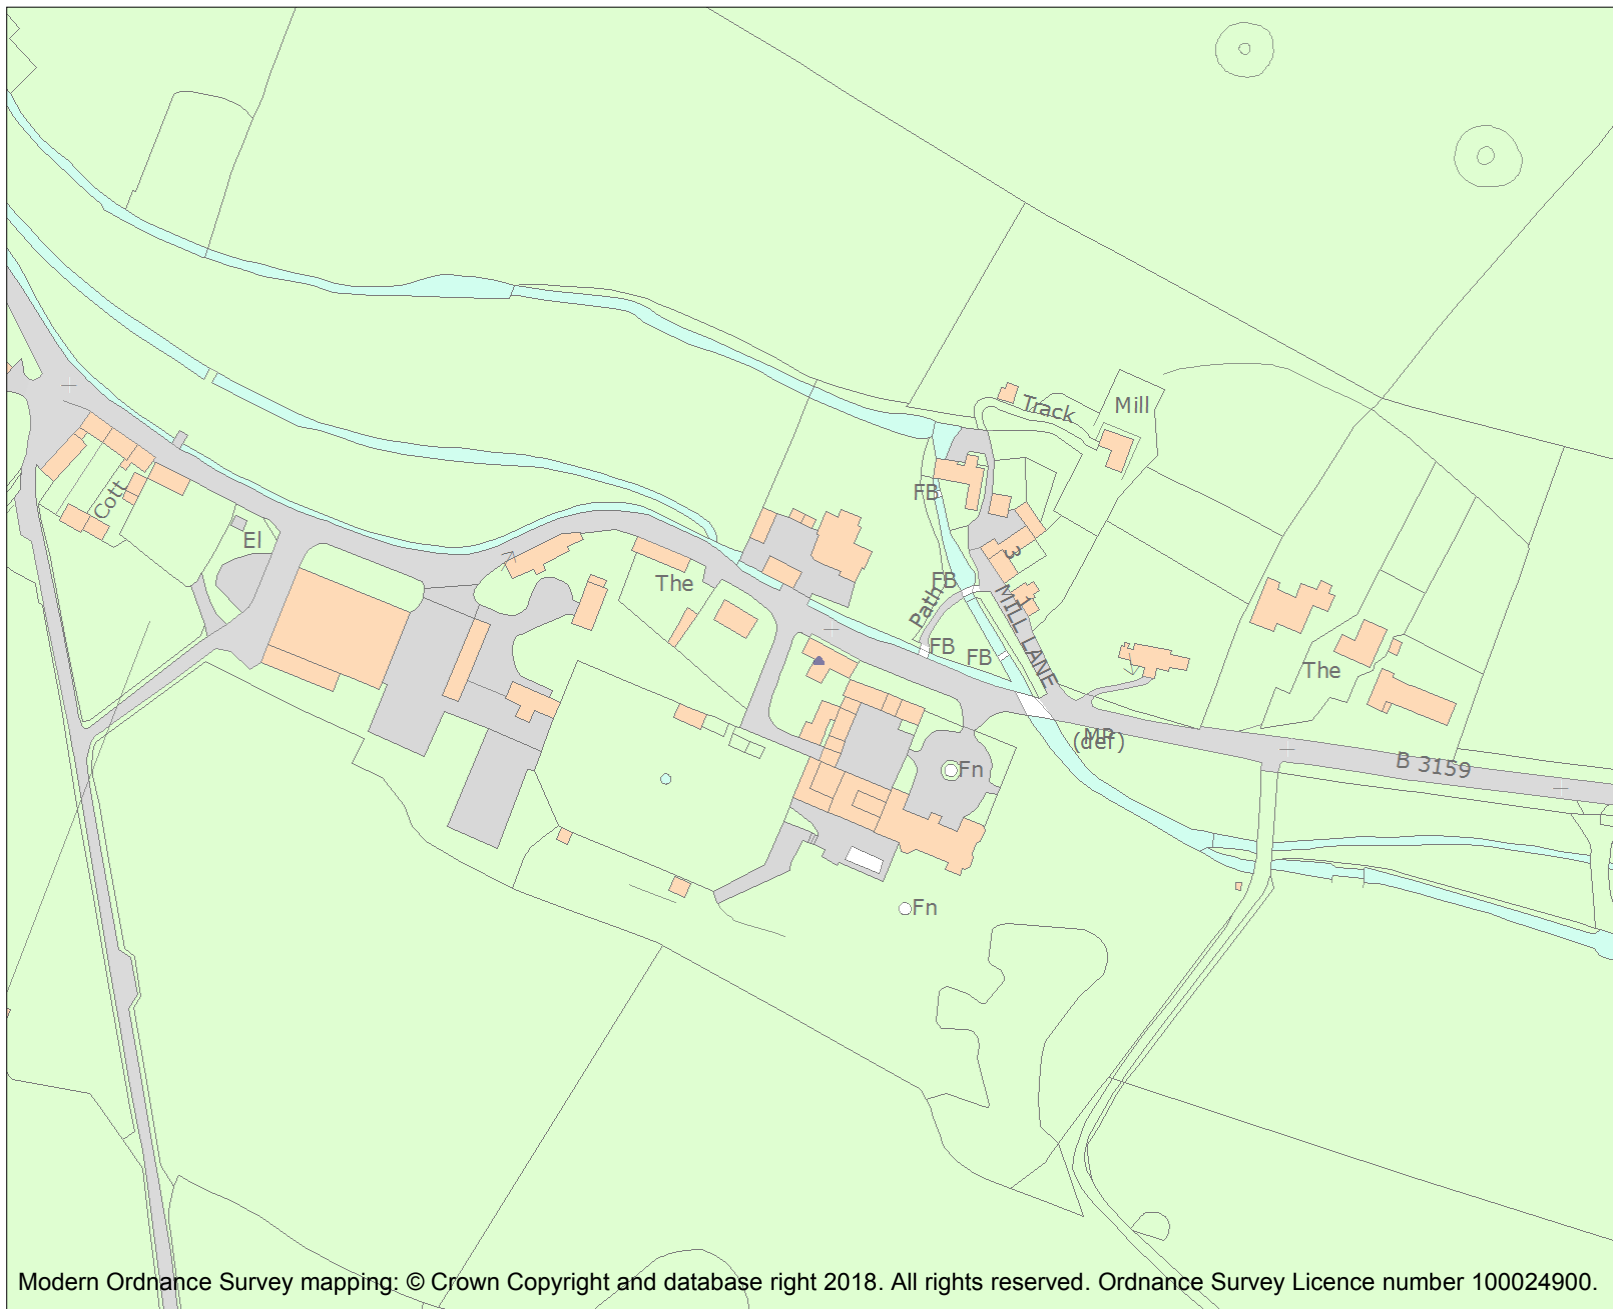 Track
Mill
Cott
FB
El
3
The
FB
Path
1
MILL LANE
FB
FB
The
MP
(def)
B 3159
Fn
Fn
Modern Ordnance Survey mapping: © Crown Copyright and database right 2018. All rights reserved. Ordnance Survey Licence number 100024900.